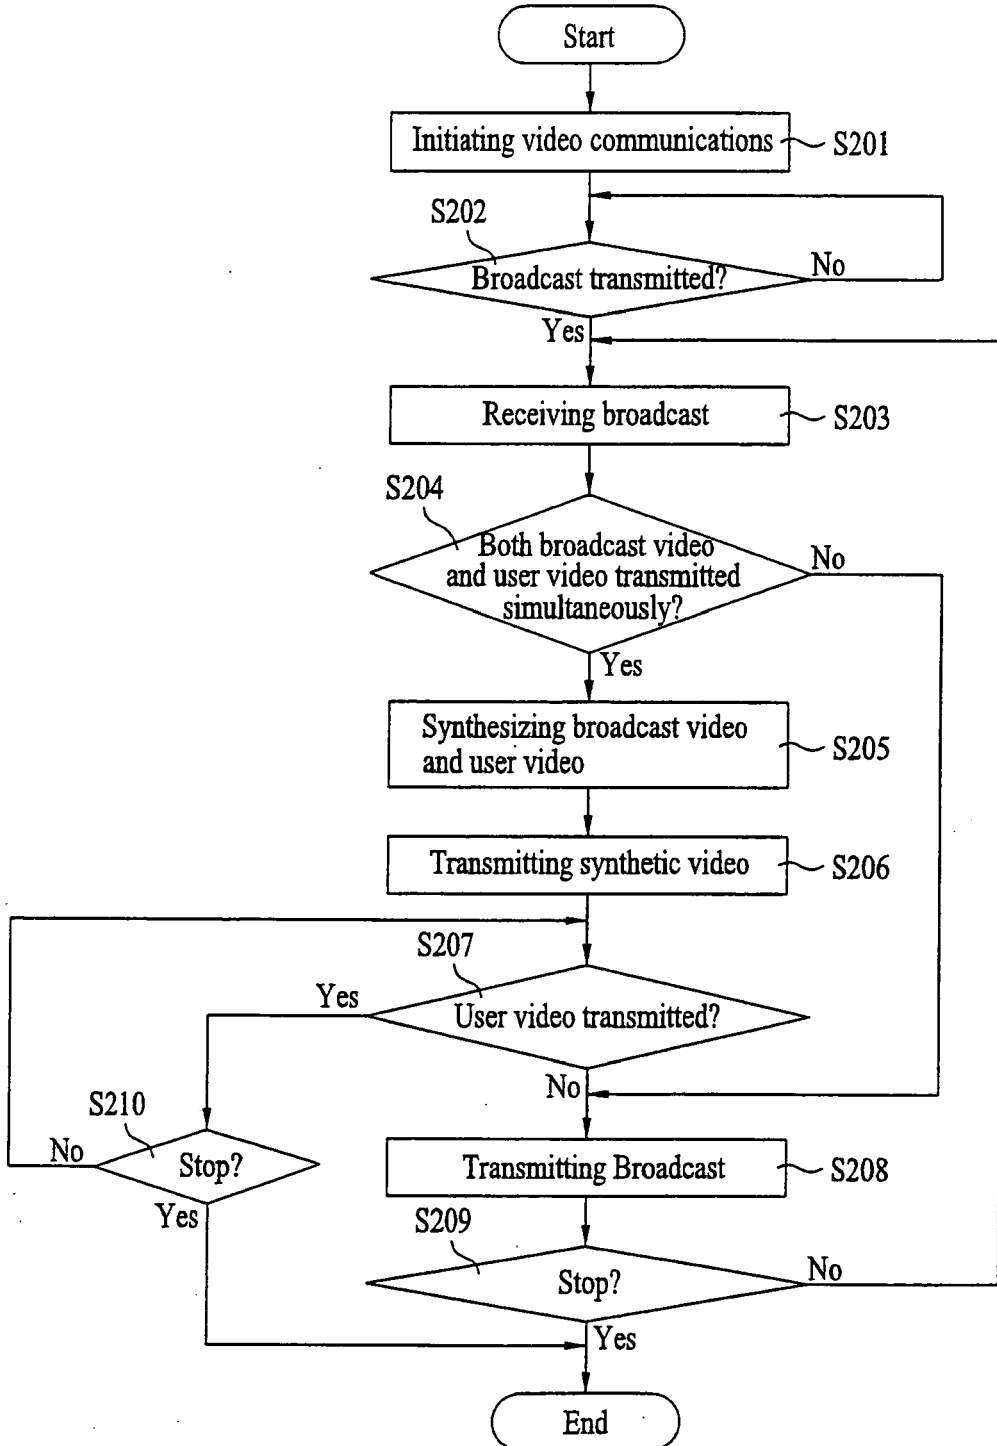 Start
Initiating video communications
S201
S202
Broadcast transmitted?
No
Yes
Receiving broadcast
S203
S204
Both broadcast video
and user video transmitted
simultaneously?
No
Yes
Synthesizing broadcast video
and user video
S205
Transmitting synthetic video
S206
S207
Yes
User video transmitted?
No
S210
No
Stop?
Yes
Transmitting Broadcast
S208
S209
Stop?
No
Yes
End